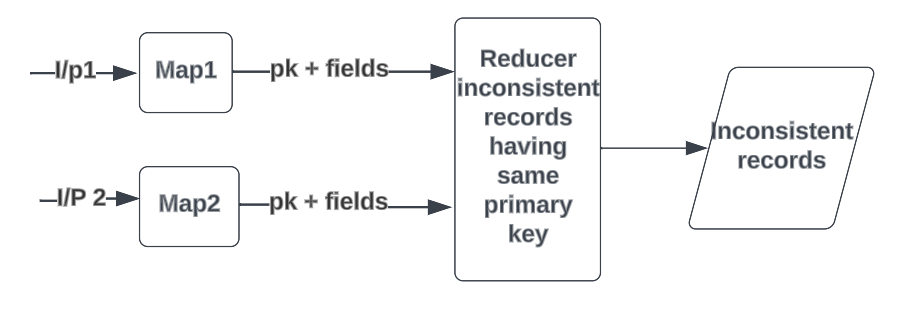 I/p1
Map1
pk + fields
I/P 2
Map2
pk + fields
Reducer
inconsistent
records
having
same
primary
key
Inconsistent
records